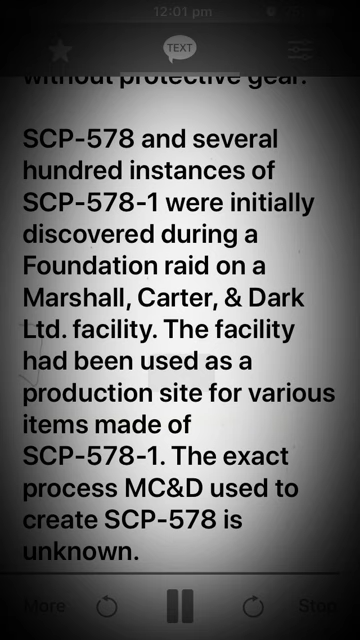 12:01 pm
TEXT
without protective gear.
SCP-578 and several
hundred instances of
SCP-578-1 were initially
discovered during a
Foundation raid on a
Marshall, Carter, & Dark
Ltd. facility. The facility
had been used as a
production site for various
items made of
SCP-578-1. The exact
process MC&D used to
create SCP-578 is
unknown.
More
Stop